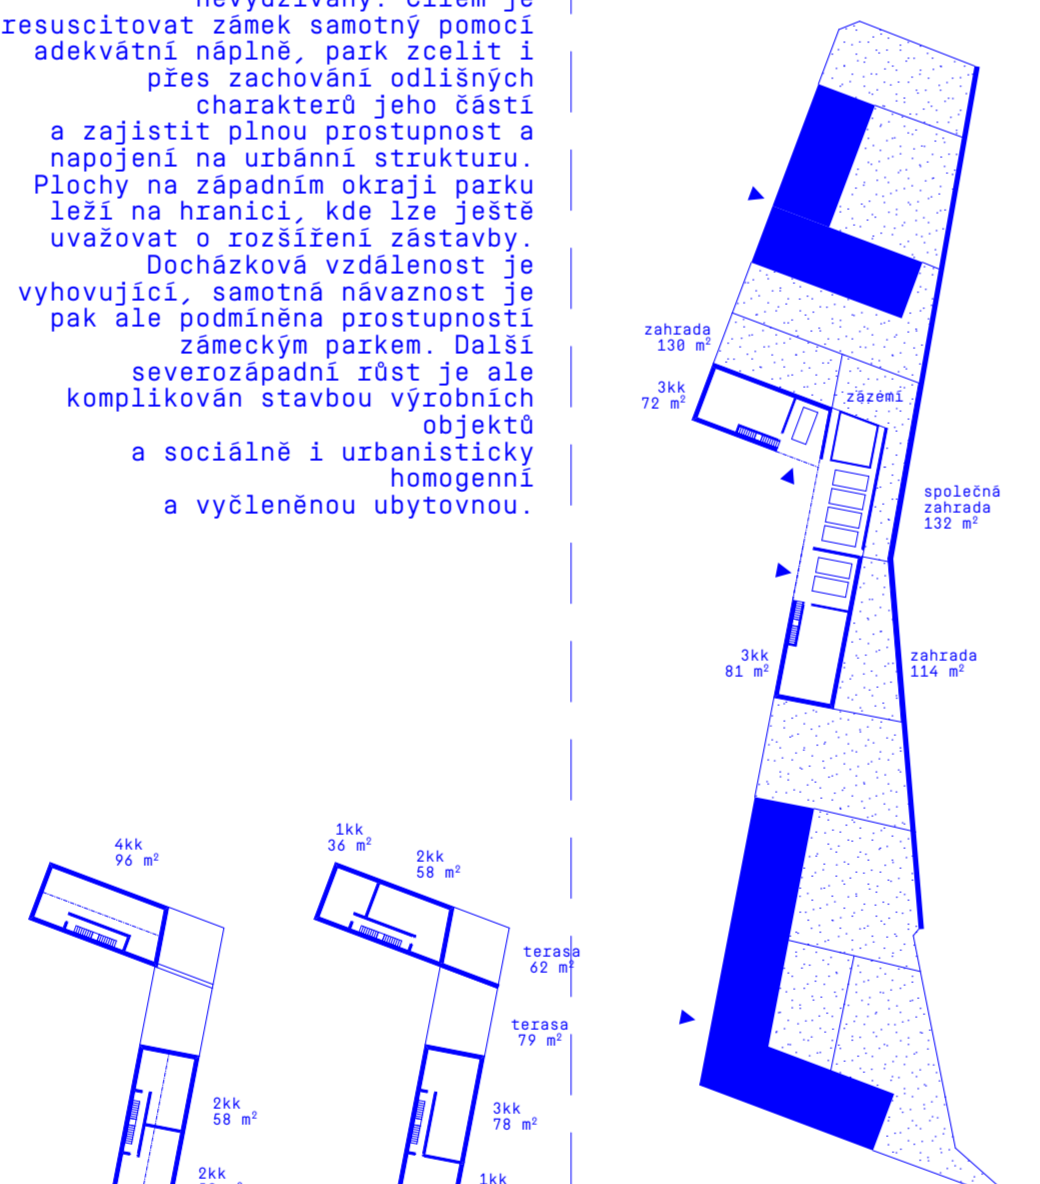 nevyužívaný. Cílem je
resuscitovat zámek samotný pomocí
adekvátní náplně, park zcelit i
přes zachování odlišných
charakterů jeho částí
a zajistit plnou prostupnost a
napojení na urbánní strukturu.
Plochy na západním okraji parku
leží na hranici, kde lze ještě
uvažovat o rozšíření zástavby.
Docházková vzdálenost je
vyhovující, samotná návaznost je
pak ale podmíněna prostupností
zámeckým parkem. Další
severozápadní růst je ale
komplikován stavbou výrobních
objektů
a sociálně i urbanisticky
homogenní
a vyčleněnou ubytovnou.
zahrada
130 m²
3kk
72 m²
zázemí
společná
zahrada
132 m²
3kk
81 m²
zahrada
114 m²
4kk
96 m²
1kk
36 m²
2kk
58 m²
terasa
62 m²
terasa
79 m²
2kk
58 m²
3kk
78 m²
2kk
1kk